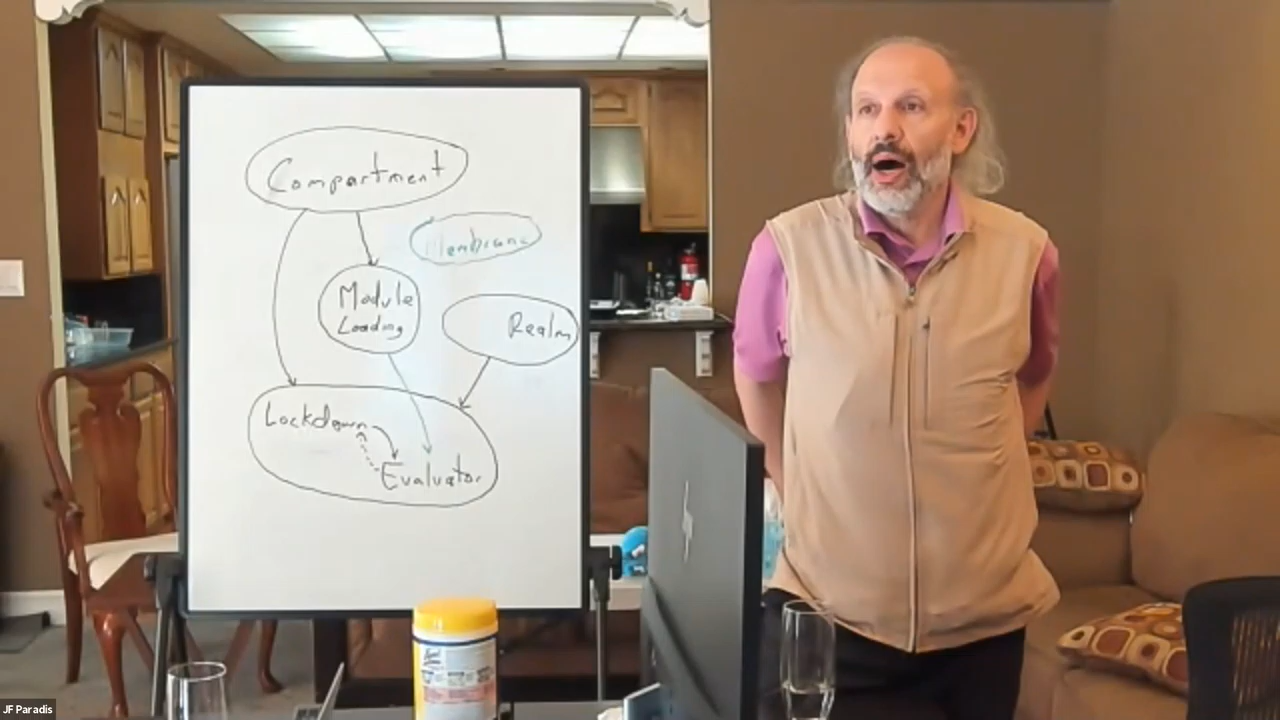 Compartment
Membrane
Module
Loading
Realm
Lockdown
Evaluator
JF Paradis